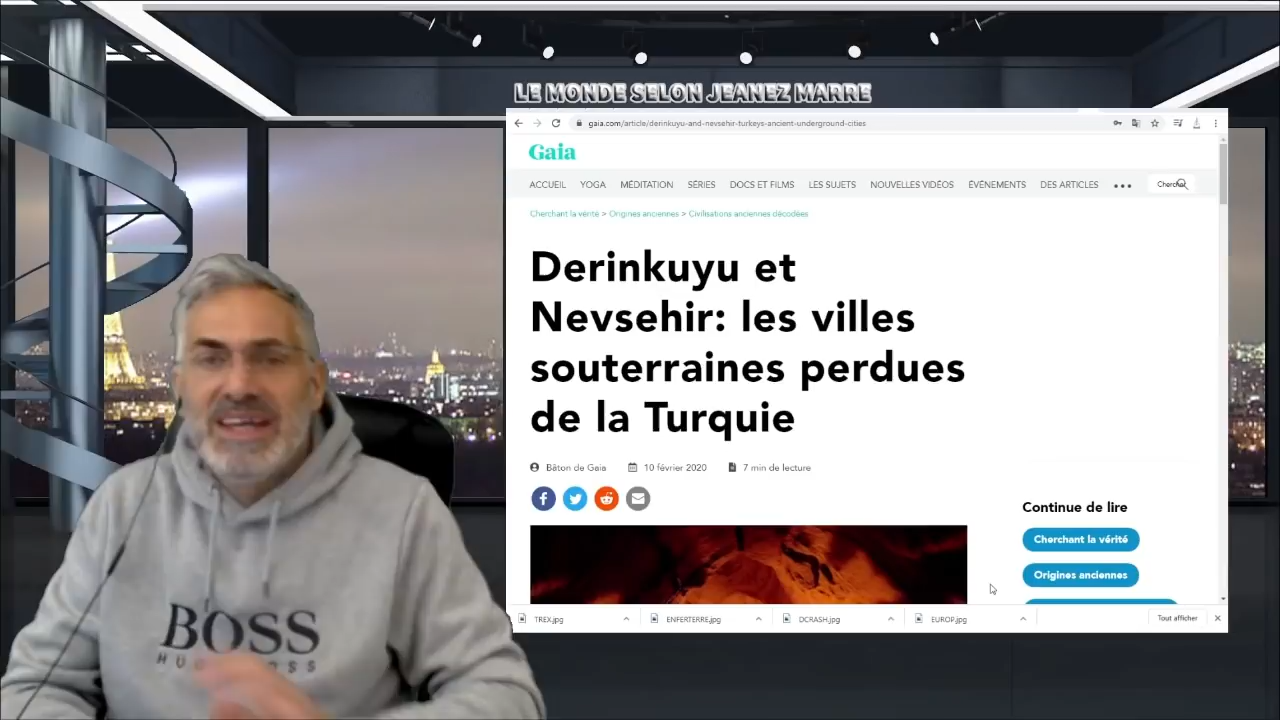 LE MONDE SELON JEANEZ MARRE
gaia.com/article/derinkuyu-and-nevsehir-turkeys-ancient-underground-cities
Gaia
ACCUEIL YOGA MÉDITATION SÉRIES DOCS ET FILMS LES SUJETS NOUVELLES VIDÉOS ÉVÉNEMENTS DES ARTICLES
Cherchant la vérité > Origines anciennes > Civilisations anciennes décodées
Derinkuyu et
Nevsehir: les villes
souterraines perdues
de la Turquie
Bâton de Gaia 10 février 2020 7 min de lecture
Continue de lire
Cherchant la vérité
Origines anciennes
TREX.jpg ENFERTERRE.jpg DCRASH.jpg EUROP.jpg Tout afficher
BOSS
HUGO BOSS